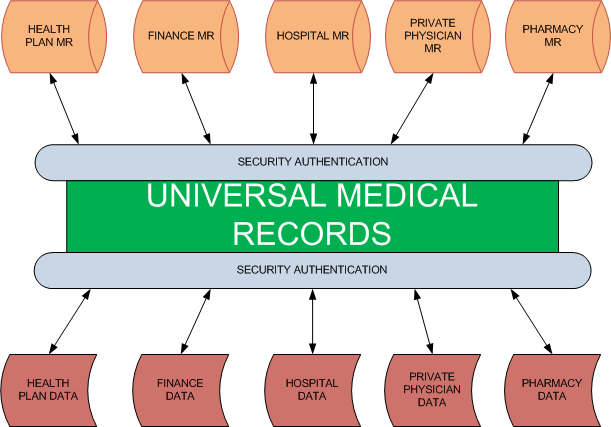 HEALTH
PLAN MR
FINANCE MR
HOSPITAL MR
PRIVATE
PHYSICIAN
MR
PHARMACY
MR
SECURITY AUTHENTICATION
UNIVERSAL MEDICAL
RECORDS
SECURITY AUTHENTICATION
HEALTH
PLAN DATA
FINANCE
DATA
HOSPITAL
DATA
PRIVATE
PHYSICIAN
DATA
PHARMACY DATA